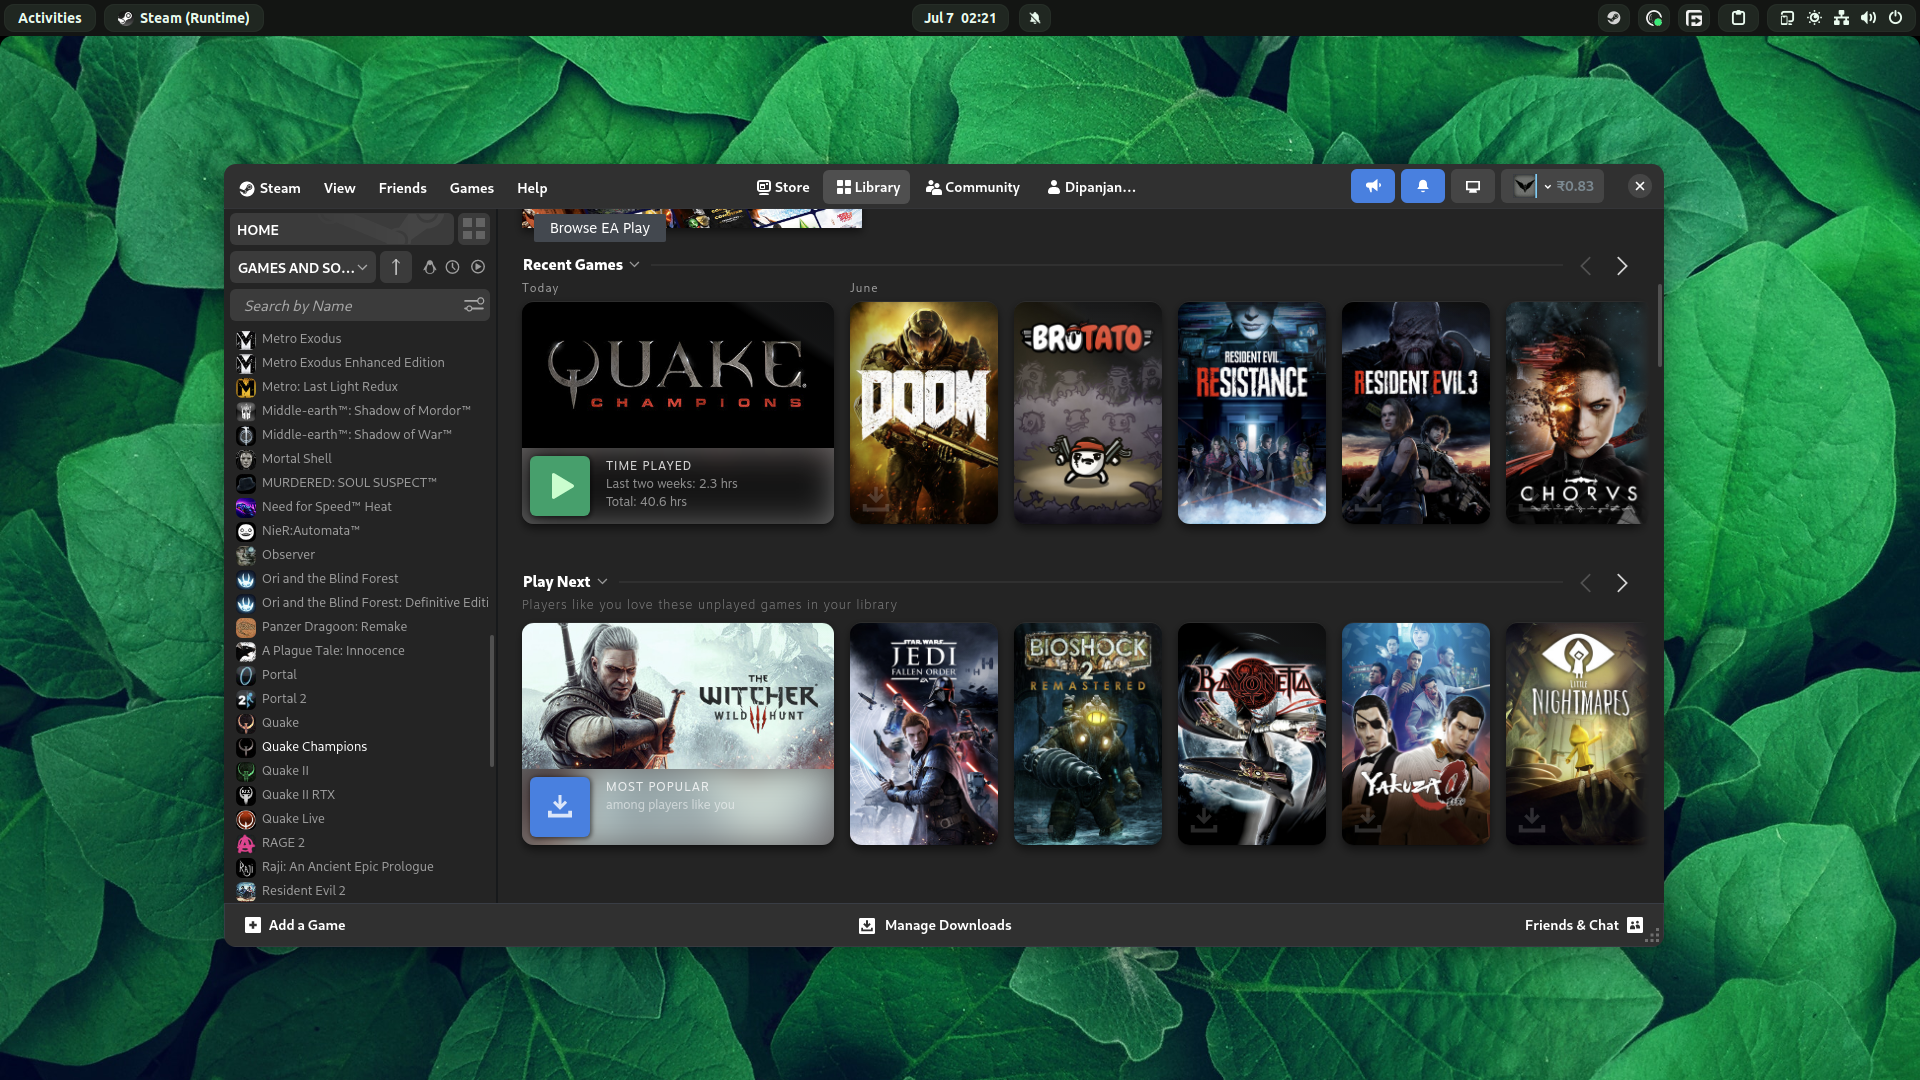 Activities
Steam (Runtime)
Jul 7 02:21
Steam
View
Friends
Games
Help
Store
Library
Community
Dipanjan...
₹0.83
HOME
GAMES AND SO...
Search by Name
Metro Exodus
Metro Exodus Enhanced Edition
Metro: Last Light Redux
Middle-earth™: Shadow of Mordor™
Middle-earth™: Shadow of War™
Mortal Shell
MURDERED: SOUL SUSPECT™
Need for Speed™ Heat
NieR:Automata™
Observer
Ori and the Blind Forest
Ori and the Blind Forest: Definitive Editi
Panzer Dragoon: Remake
A Plague Tale: Innocence
Portal
Portal 2
Quake
Quake Champions
Quake II
Quake II RTX
Quake Live
RAGE 2
Raji: An Ancient Epic Prologue
Resident Evil 2
Browse EA Play
Recent Games
Today
June
QUAKE
CHAMPIONS
TIME PLAYED
Last two weeks: 2.3 hrs
Total: 40.6 hrs
DOOM
BROTATO
RESIDENT EVIL
RESISTANCE
RESIDENT EVIL 3
CHORVS
Play Next
Players like you love these unplayed games in your library
THE
WITCHER
WILD HUNT
MOST POPULAR
among players like you
STAR WARS
JEDI
FALLEN ORDER
BIOSHOCK
2
REMASTERED
BAYONETTA
YAKUZA 0
LITTLE
NIGHTMARES
Add a Game
Manage Downloads
Friends & Chat